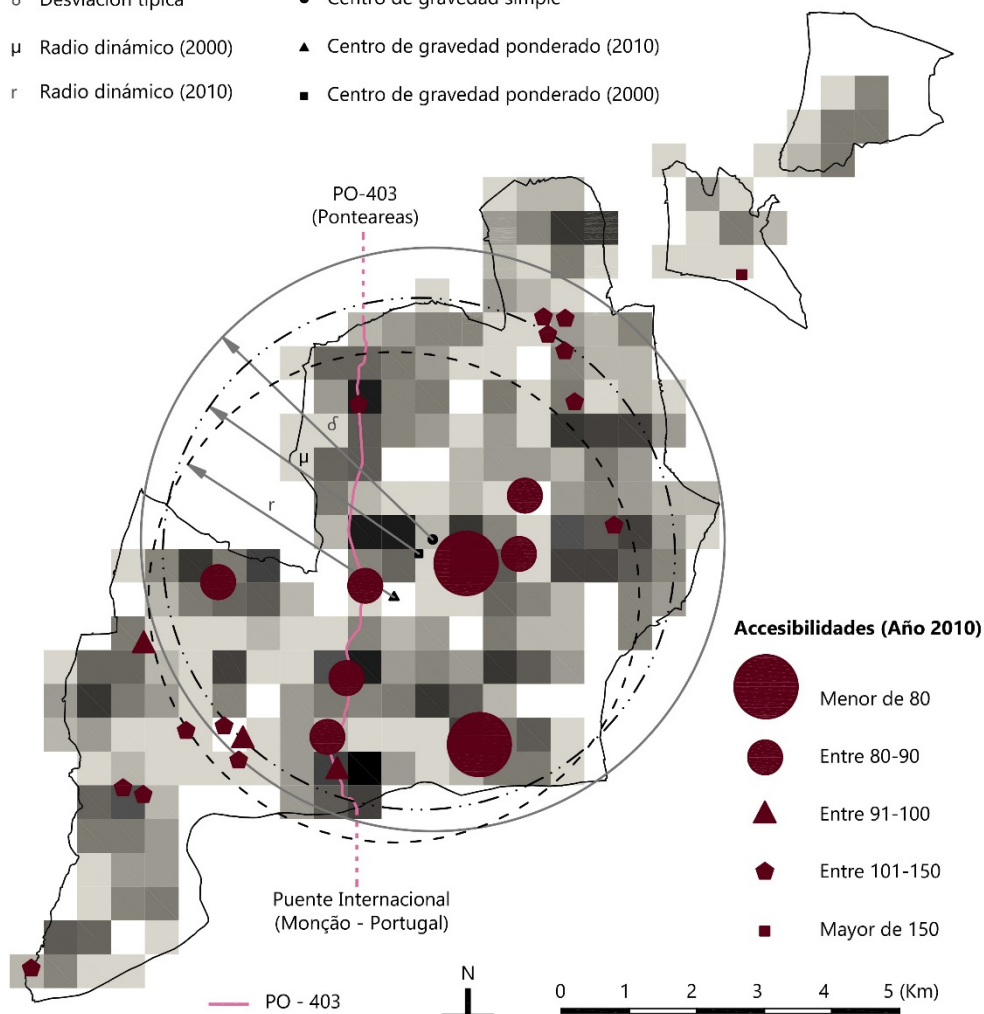 δ Desviación típica
Centro de gravedad simple
μ Radio dinámico (2000)
Centro de gravedad ponderado (2010)
r Radio dinámico (2010)
Centro de gravedad ponderado (2000)
PO-403
(Ponteareas)
δ
μ
r
Accesibilidades (Año 2010)
Menor de 80
Entre 80-90
Entre 91-100
Entre 101-150
Mayor de 150
Puente Internacional
(Monção - Portugal)
PO - 403
N
0 1 2 3 4 5 (Km)